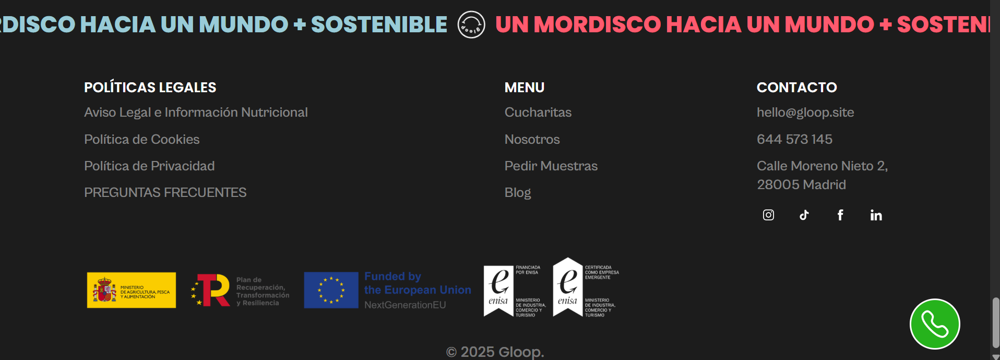 RDISCO HACIA UN MUNDO + SOSTENIBLE gloop UN MORDISCO HACIA UN MUNDO + SOSTENI
POLÍTICAS LEGALES
Aviso Legal e Información Nutricional
Política de Cookies
Política de Privacidad
PREGUNTAS FRECUENTES
MENU
Cucharitas
Nosotros
Pedir Muestras
Blog
CONTACTO
hello@gloop.site
644 573 145
Calle Moreno Nieto 2,
28005 Madrid
MINISTERIO
DE AGRICULTURA, PESCA
Y ALIMENTACIÓN
TR
Plan de
Recuperación,
Transformación
y Resiliencia
Funded by
the European Union
NextGenerationEU
e
enisa
FINANCIADA
POR ENISA
MINISTERIO
DE INDUSTRIA,
COMERCIO Y
TURISMO
e
enisa
CERTIFICADA
COMO EMPRESA
EMERGENTE
MINISTERIO
DE INDUSTRIA,
COMERCIO Y
TURISMO
© 2025 Gloop.